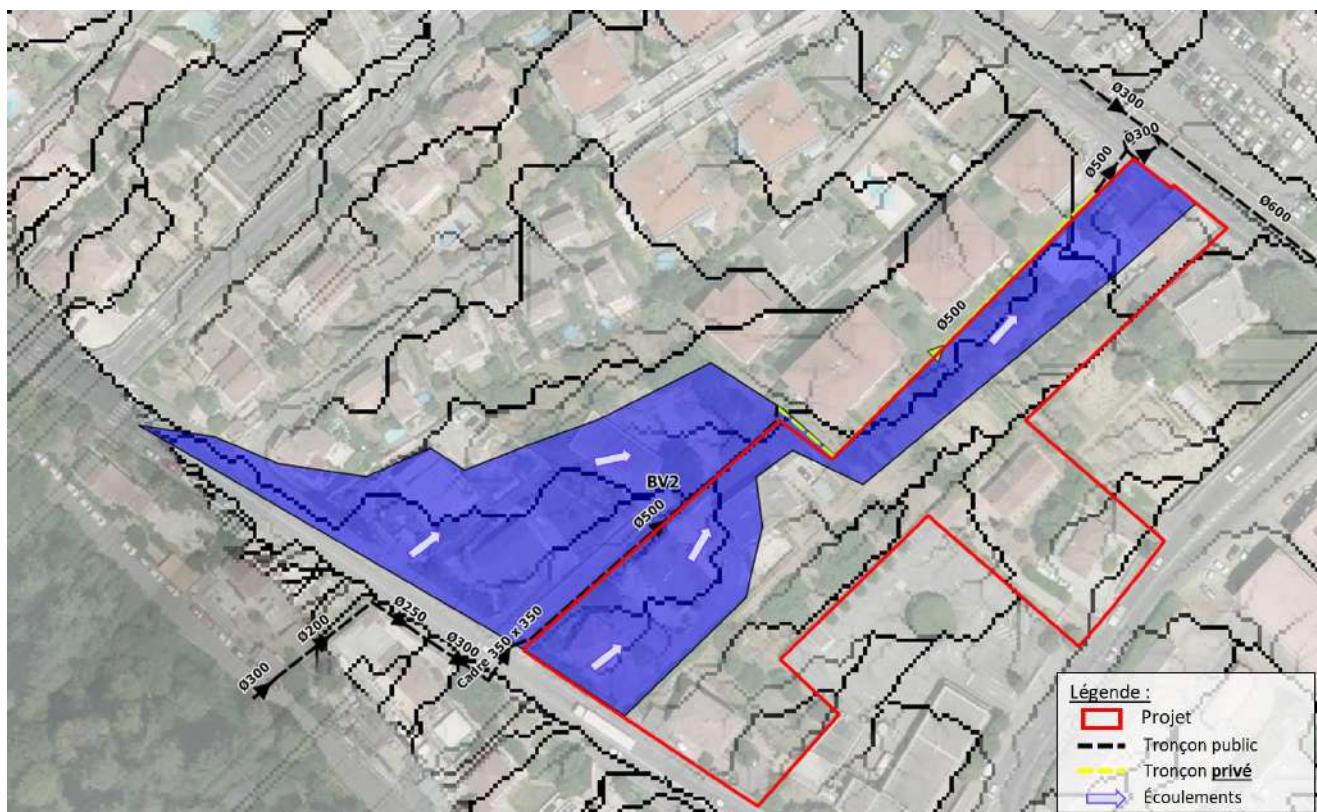 Ø300
Ø300
Ø500
Ø600
Ø500
BV2
Ø500
Ø250
Ø200
Ø300
Cadre 350 x 350
Ø300
Légende :
Projet
Tronçon public
Tronçon privé
Écoulements